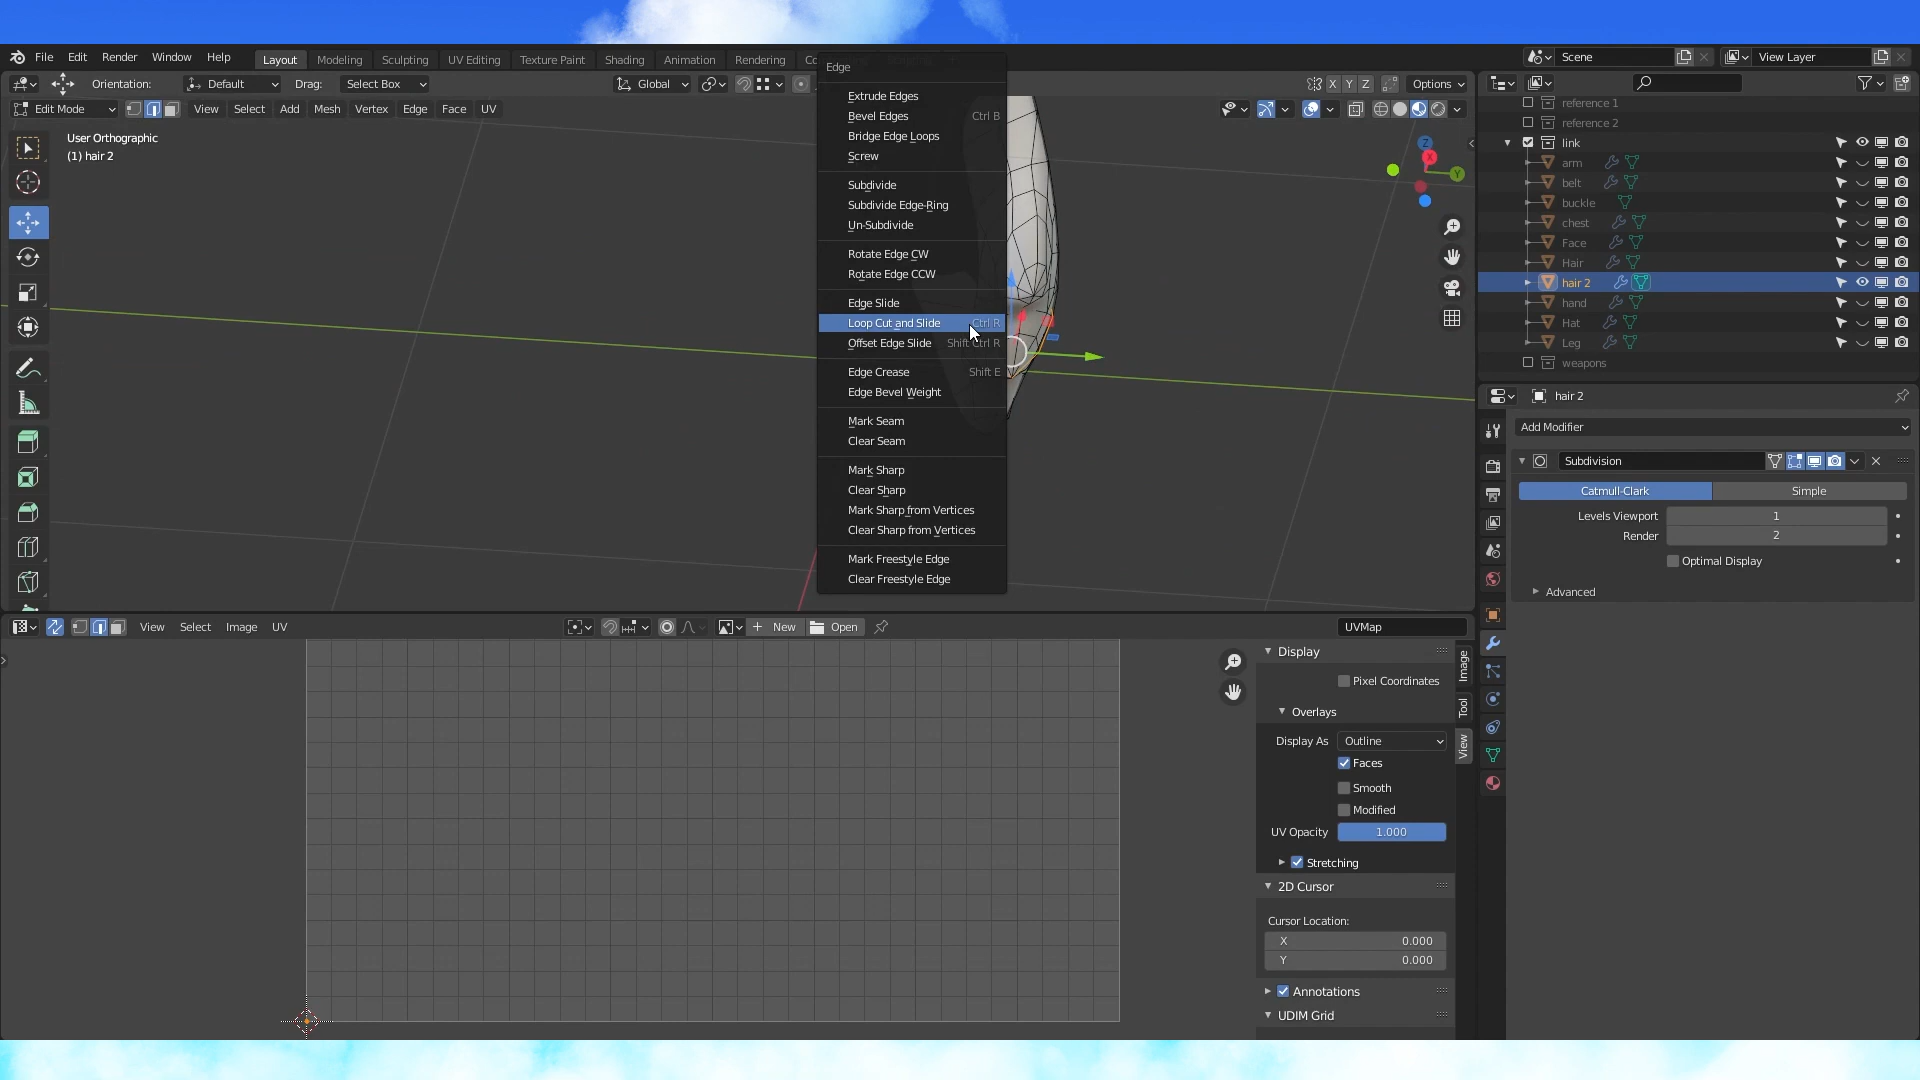 File Edit Render Window Help Layout Modeling Sculpting UV Editing Texture Paint Shading Animation Rendering Scene View Layer
Orientation: Default Drag: Select Box Global X Y Z Options
Edit Mode View Select Add Mesh Vertex Edge Face UV
User Orthographic
(1) hair 2
Edge
Extrude Edges
Bevel Edges Ctrl B
Bridge Edge Loops
Screw
Subdivide
Subdivide Edge-Ring
Un-Subdivide
Rotate Edge CW
Rotate Edge CCW
Edge Slide
Loop Cut and Slide Ctrl R
Offset Edge Slide Shift Ctrl R
Edge Crease Shift E
Edge Bevel Weight
Mark Seam
Clear Seam
Mark Sharp
Clear Sharp
Mark Sharp from Vertices
Clear Sharp from Vertices
Mark Freestyle Edge
Clear Freestyle Edge
Z
X
Y
reference 1
reference 2
link
arm
belt
buckle
chest
Face
Hair
hair 2
hand
Hat
Leg
weapons
hair 2
Add Modifier
Subdivision
Catmull-Clark Simple
Levels Viewport 1
Render 2
Optimal Display
Advanced
View Select Image UV New Open UVMap
Display
Pixel Coordinates
Overlays
Display As Outline
Faces
Smooth
Modified
UV Opacity 1.000
Stretching
2D Cursor
Cursor Location:
X 0.000
Y 0.000
Annotations
UDIM Grid
Image
Tool
View